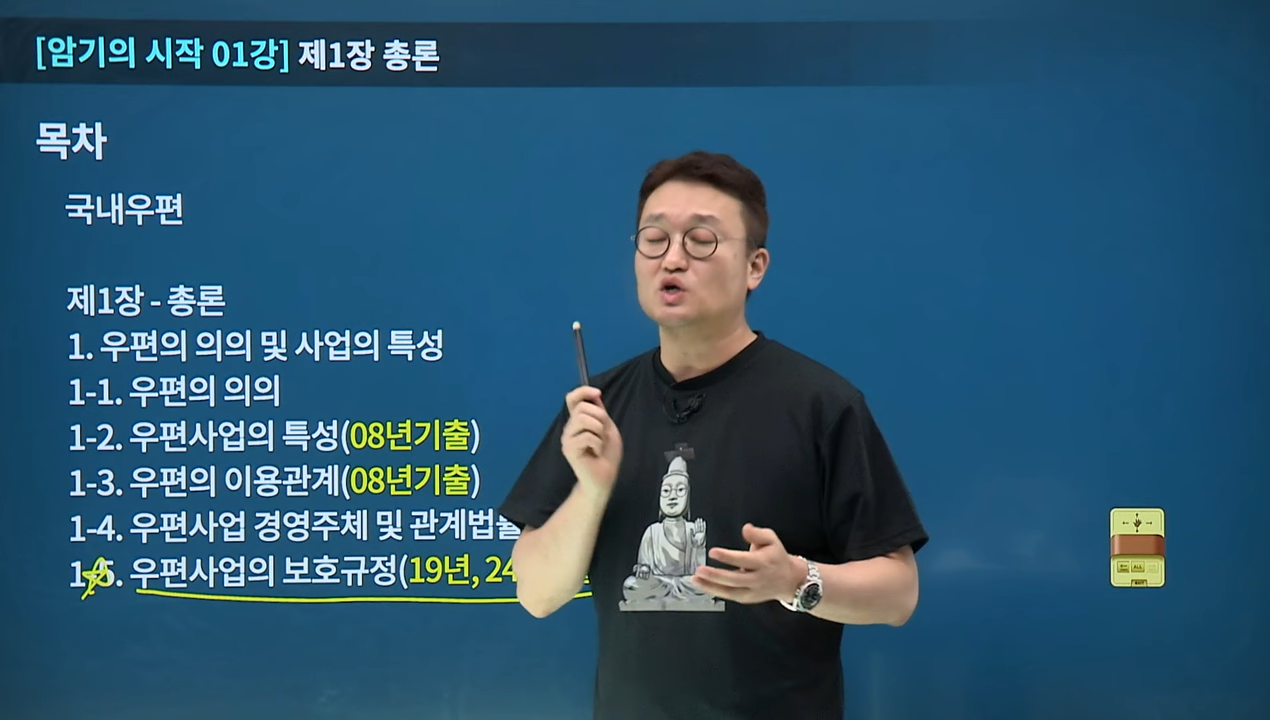 [암기의 시작 01강] 제1장 총론
목차
국내우편
제1장 - 총론
1. 우편의 의의 및 사업의 특성
1-1. 우편의 의의
1-2. 우편사업의 특성(08년기출)
1-3. 우편의 이용관계(08년기출)
1-4. 우편사업 경영주체 및 관계법률
1-5. 우편사업의 보호규정(19년, 24
ALL